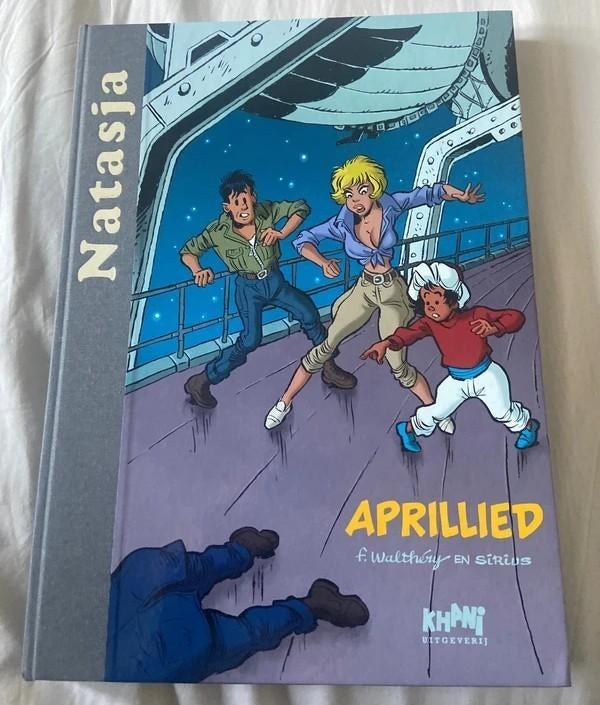 Natasja
APRILLIED
F. Walthéry EN SIRIUS
KHANI
UITGEVERIJ